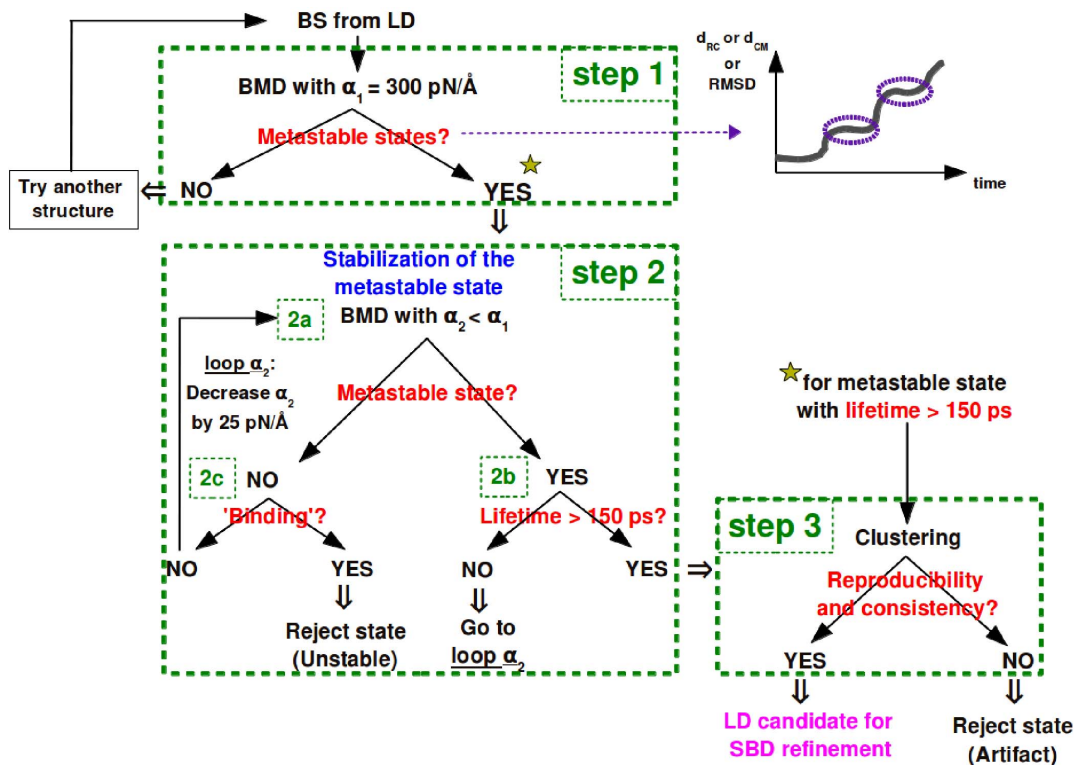 BS from LD
step 1
BMD with α₁ = 300 pN/Å
Metastable states?
NO
YES
Try another
structure
d_RC or d_CM
or
RMSD
time
step 2
Stabilization of the
metastable state
2a
BMD with α₂ < α₁
loop α₂:
Decrease α₂
by 25 pN/Å
Metastable state?
2c
NO
2b
YES
'Binding'?
Lifetime > 150 ps?
NO
YES
NO
YES
Reject state
(Unstable)
Go to
loop α₂
for metastable state
with lifetime > 150 ps
step 3
Clustering
Reproducibility
and consistency?
YES
NO
LD candidate for
SBD refinement
Reject state
(Artifact)